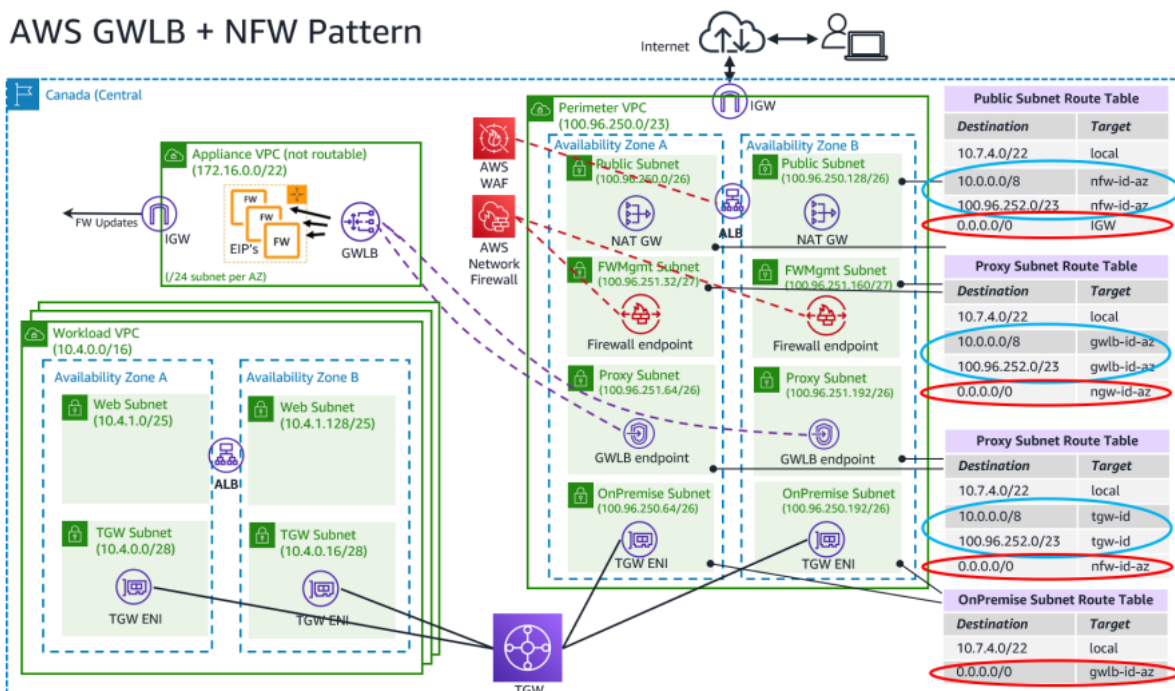 AWS GWLB + NFW Pattern
Internet
Canada (Central
IGW
Perimeter VPC
(100.96.250.0/23)
Availability Zone A
Availability Zone B
Public Subnet
(100.96.250.0/26)
Public Subnet
(100.96.250.128/26)
AWS
WAF
NAT GW
ALB
NAT GW
AWS
Network
Firewall
FWMgmt Subnet
(100.96.251.32/27)
FWMgmt Subnet
(100.96.251.160/27)
Firewall endpoint
Firewall endpoint
Proxy Subnet
(100.96.251.64/26)
Proxy Subnet
(100.96.251.192/26)
GWLB endpoint
GWLB endpoint
OnPremise Subnet
(100.96.250.64/26)
OnPremise Subnet
(100.96.250.192/26)
TGW ENI
TGW ENI
Appliance VPC (not routable)
(172.16.0.0/22)
FW Updates
IGW
FW
FW
FW
EIP's
GWLB
(/24 subnet per AZ)
Workload VPC
(10.4.0.0/16)
Availability Zone A
Availability Zone B
Web Subnet
(10.4.1.0/25)
Web Subnet
(10.4.1.128/25)
ALB
TGW Subnet
(10.4.0.0/28)
TGW Subnet
(10.4.0.16/28)
TGW ENI
TGW ENI
TGW
Public Subnet Route Table
Destination Target
10.7.4.0/22 local
10.0.0.0/8 nfw-id-az
100.96.252.0/23 nfw-id-az
0.0.0.0/0 IGW
Proxy Subnet Route Table
Destination Target
10.7.4.0/22 local
10.0.0.0/8 gwlb-id-az
100.96.252.0/23 gwlb-id-az
0.0.0.0/0 ngw-id-az
Proxy Subnet Route Table
Destination Target
10.7.4.0/22 local
10.0.0.0/8 tgw-id
100.96.252.0/23 tgw-id
0.0.0.0/0 nfw-id-az
OnPremise Subnet Route Table
Destination Target
10.7.4.0/22 local
0.0.0.0/0 gwlb-id-az